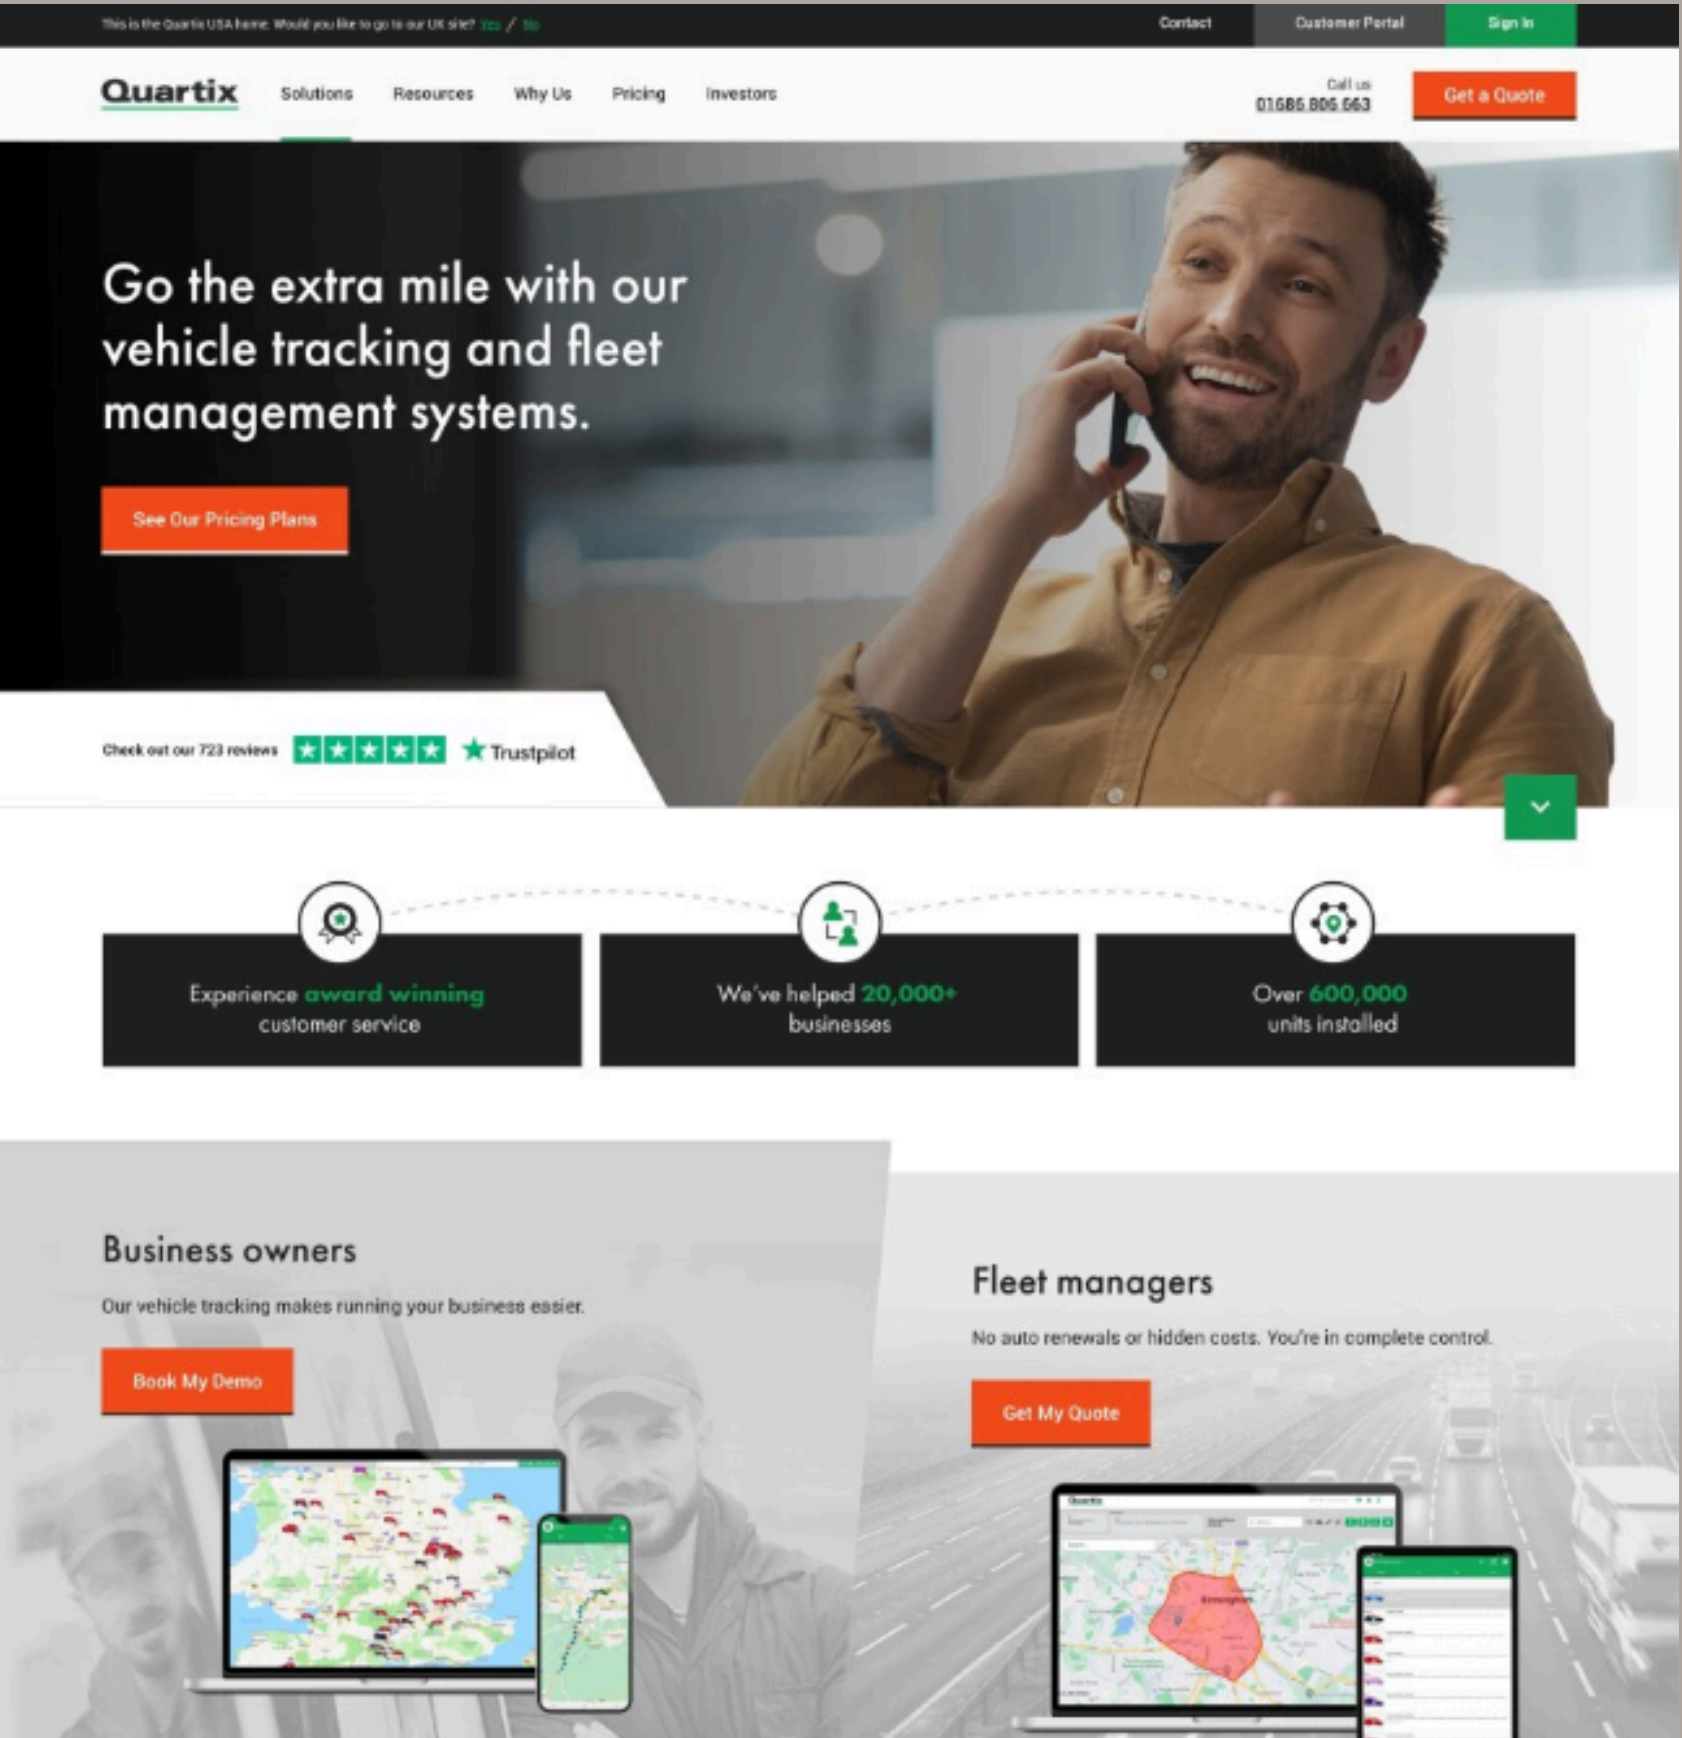 This is the Quartix USA home. Would you like to go to our UK site? Yes / No
Contact
Customer Portal
Sign In
Quartix
Solutions
Resources
Why Us
Pricing
Investors
Call us
01686 806 663
Get a Quote
Go the extra mile with our
vehicle tracking and fleet
management systems.
See Our Pricing Plans
Check out our 723 reviews
Trustpilot
Experience award winning
customer service
We've helped 20,000+
businesses
Over 600,000
units installed
Business owners
Our vehicle tracking makes running your business easier.
Book My Demo
Fleet managers
No auto renewals or hidden costs. You're in complete control.
Get My Quote
Quartix
Birmingham